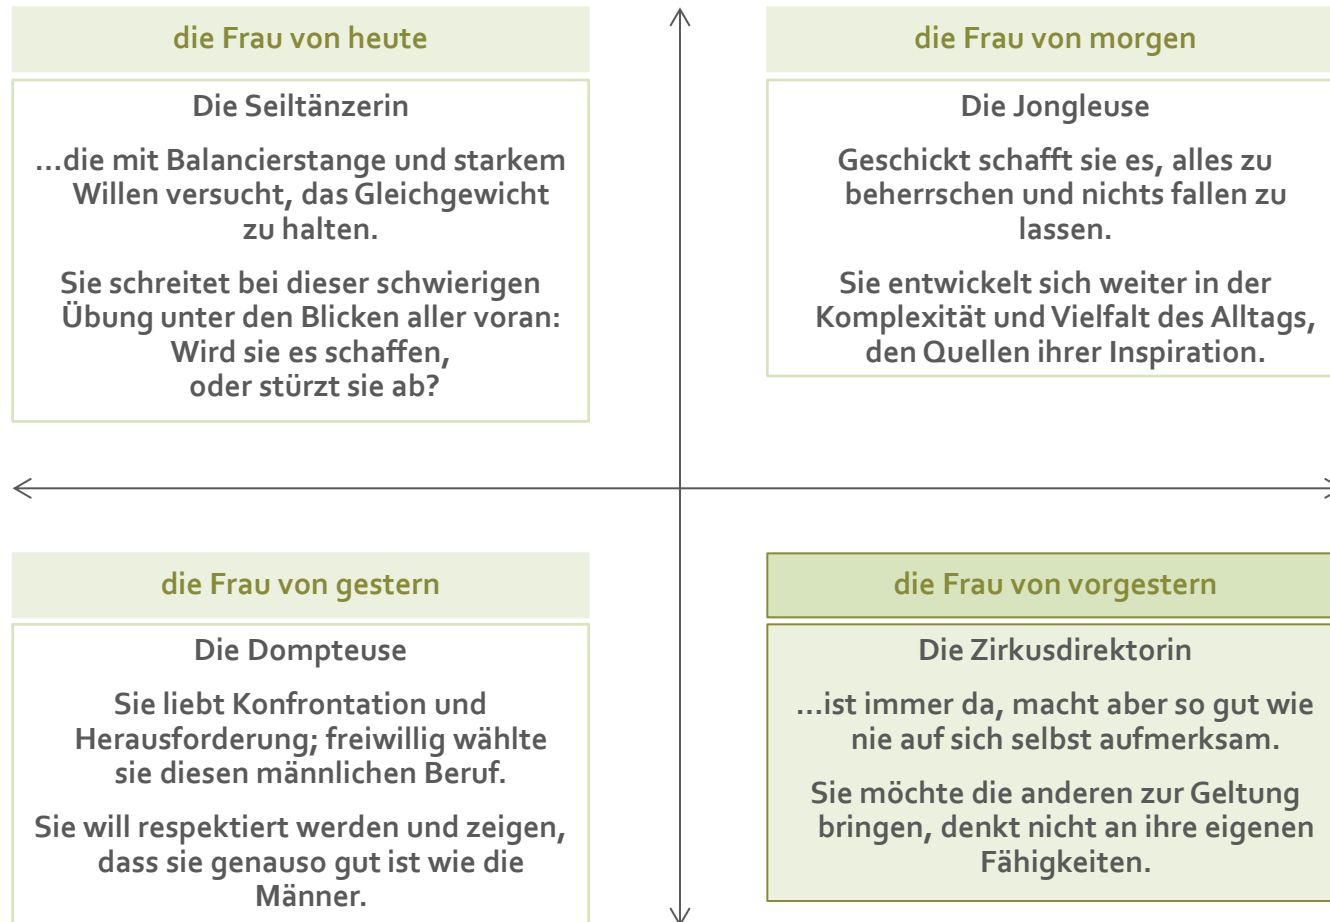 die Frau von heute
Die Seiltänzerin
...die mit Balancierstange und starkem
Willen versucht, das Gleichgewicht
zu halten.
Sie schreitet bei dieser schwierigen
Übung unter den Blicken aller voran:
Wird sie es schaffen,
oder stürzt sie ab?
die Frau von morgen
Die Jongleuse
Geschickt schafft sie es, alles zu
beherrschen und nichts fallen zu
lassen.
Sie entwickelt sich weiter in der
Komplexität und Vielfalt des Alltags,
den Quellen ihrer Inspiration.
die Frau von gestern
Die Dompteuse
Sie liebt Konfrontation und
Herausforderung; freiwillig wählte
sie diesen männlichen Beruf.
Sie will respektiert werden und zeigen,
dass sie genauso gut ist wie die
Männer.
die Frau von vorgestern
Die Zirkusdirektorin
...ist immer da, macht aber so gut wie
nie auf sich selbst aufmerksam.
Sie möchte die anderen zur Geltung
bringen, denkt nicht an ihre eigenen
Fähigkeiten.